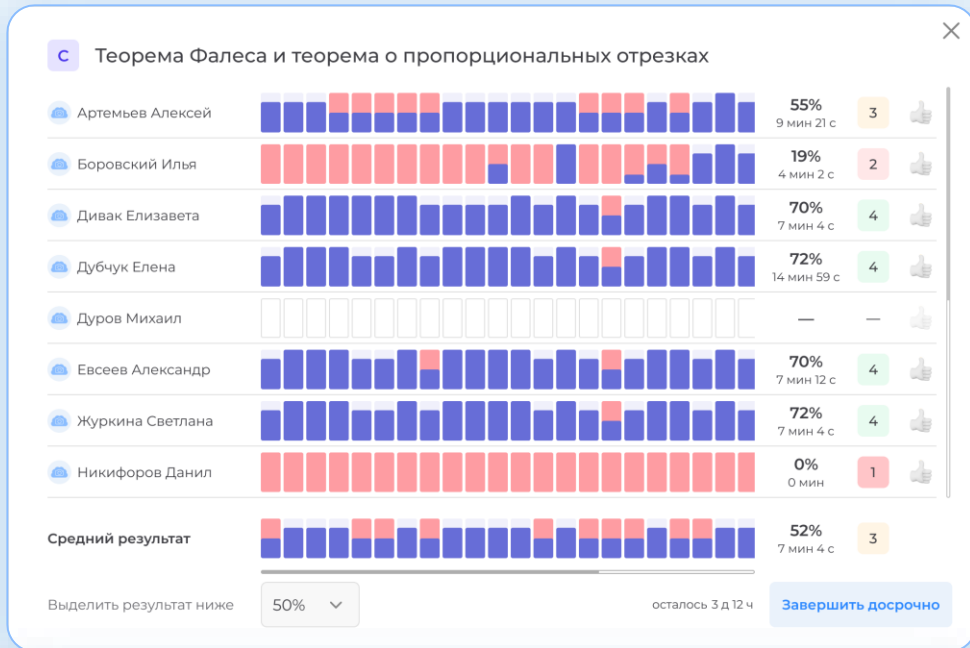 С Теорема Фалеса и теорема о пропорциональных отрезках
Артемьев Алексей 55% 3
9 мин 21 с
Боровский Илья 19% 2
4 мин 2 с
Дивак Елизавета 70% 4
7 мин 4 с
Дубчук Елена 72% 4
14 мин 59 с
Дуров Михаил — —
Евсеев Александр 70% 4
7 мин 12 с
Журкина Светлана 72% 4
7 мин 4 с
Никифоров Данил 0% 1
0 мин
Средний результат 52% 3
7 мин 4 с
Выделить результат ниже 50% осталось 3 д 12 ч Завершить досрочно